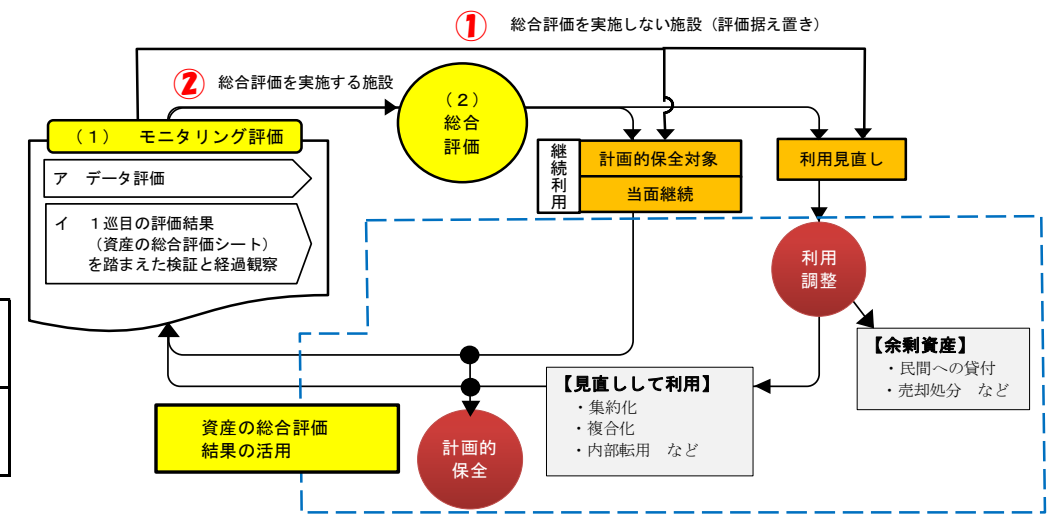 ① 総合評価を実施しない施設（評価据え置き）
② 総合評価を実施する施設
（２）
総合
評価
（１）　モニタリング評価
ア　データ評価
イ　１巡目の評価結果
（資産の総合評価シート）
を踏まえた検証と経過観察
継続利用
計画的保全対象
当面継続
利用見直し
利用
調整
【余剰資産】
・民間への貸付
・売却処分　など
【見直しして利用】
・集約化
・複合化
・内部転用　など
資産の総合評価
結果の活用
計画的
保全